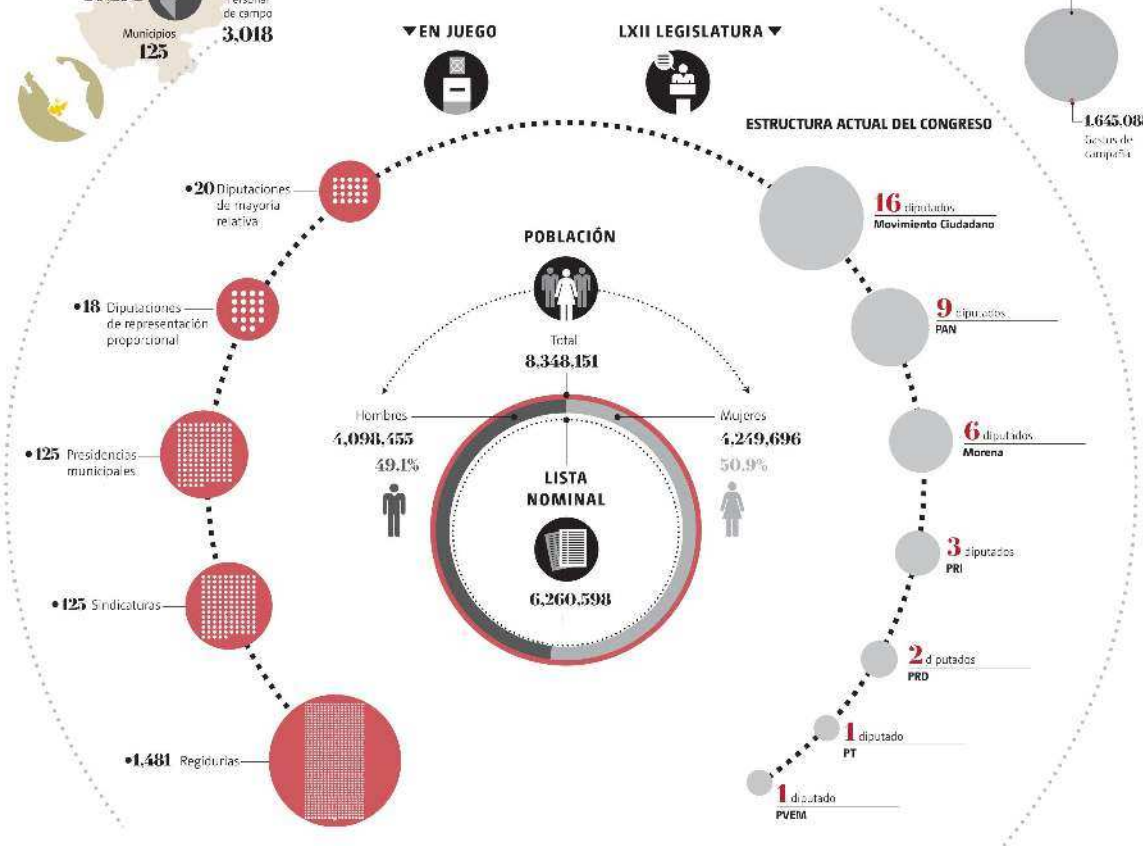 de campo
3,018
Municipios
125
▼EN JUEGO
LXII LEGISLATURA▼
ESTRUCTURA ACTUAL DEL CONGRESO
Gastos de
campaña
•20 Diputaciones
de mayoría
relativa
•18 Diputaciones
de representación
proporcional
•125 Presidencias
municipales
•125 Sindicaturas
•1,481 Regidurías
POBLACIÓN
Total
8,348,151
Hombres
4,098,455
49.1%
Mujeres
4,249,696
50.9%
LISTA
NOMINAL
6,260,598
16 diputados
Movimiento Ciudadano
9 diputados
PAN
6 diputados
Morena
3 diputados
PRI
2 diputados
PRD
1 diputado
PT
1 diputado
PVEM